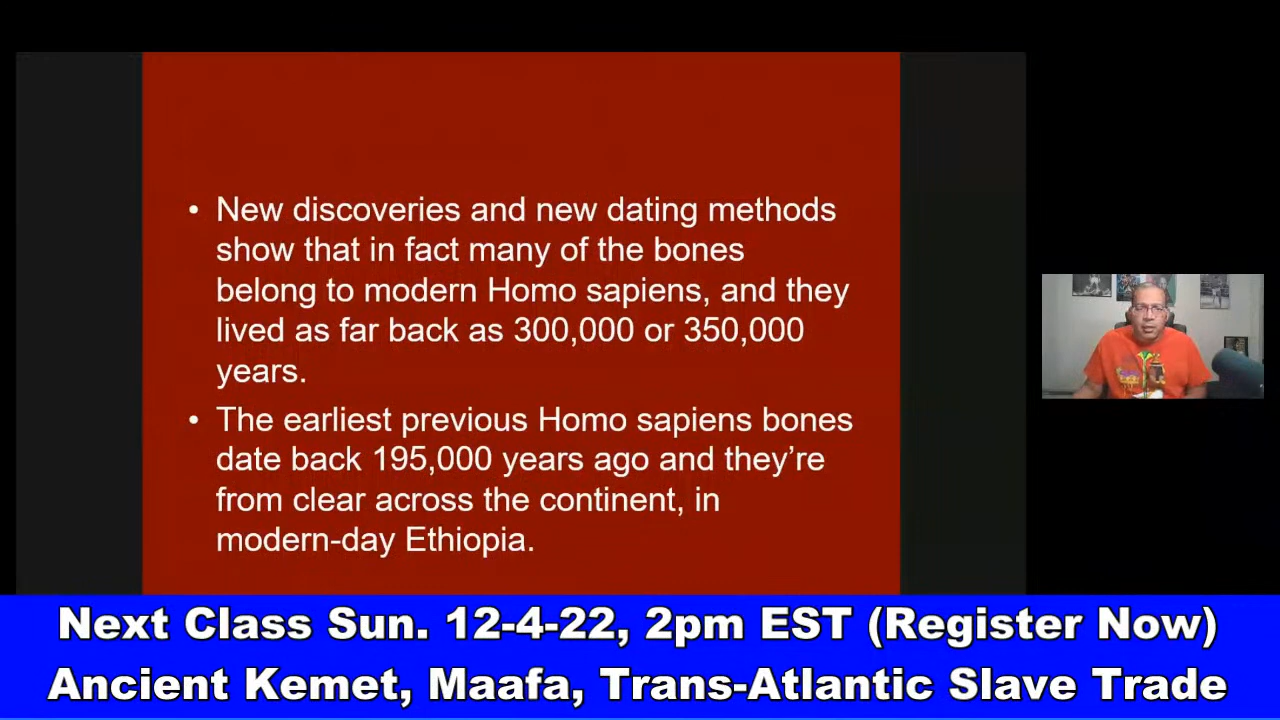 • New discoveries and new dating methods
show that in fact many of the bones
belong to modern Homo sapiens, and they
lived as far back as 300,000 or 350,000
years.
• The earliest previous Homo sapiens bones
date back 195,000 years ago and they’re
from clear across the continent, in
modern-day Ethiopia.
Next Class Sun. 12-4-22, 2pm EST (Register Now)
Ancient Kemet, Maafa, Trans-Atlantic Slave Trade